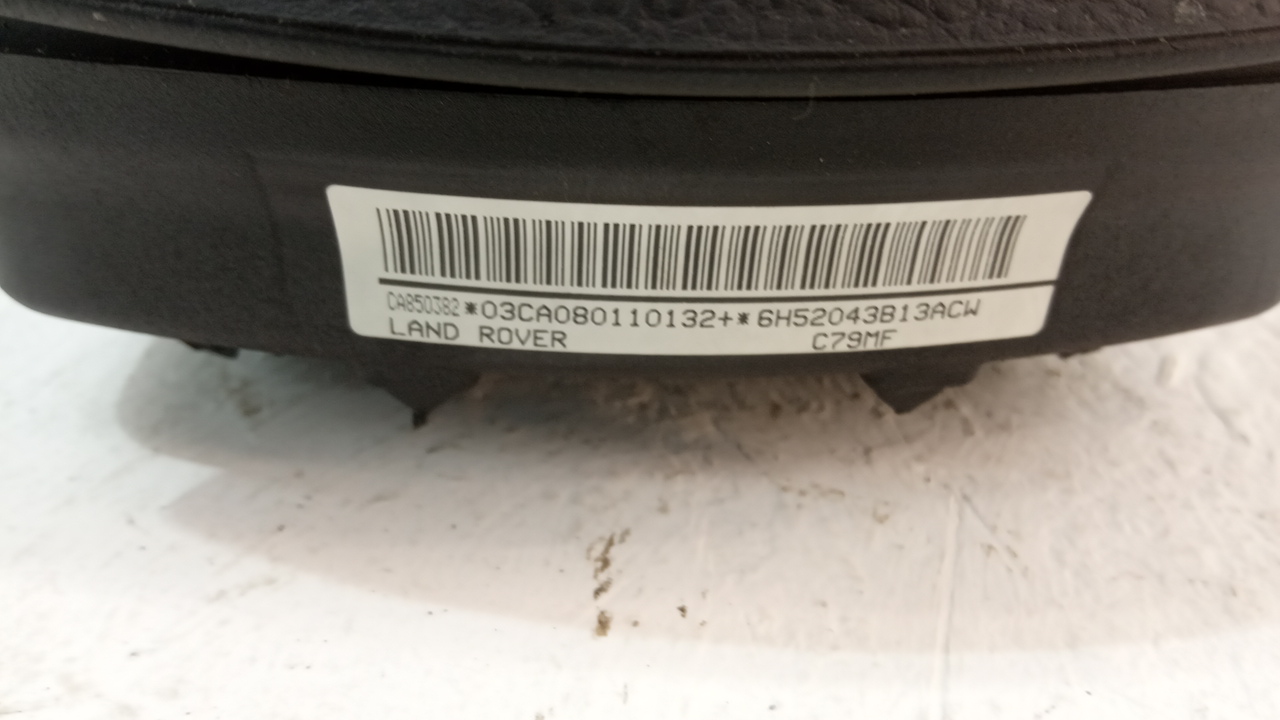 CA850382*03CA080110132+*6H52043B13ACW
LAND ROVER C79MF